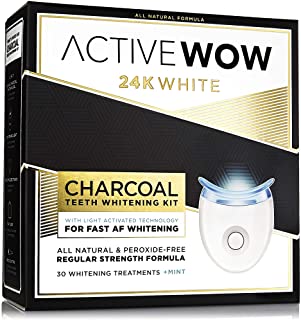 ALL NATURAL FORMULA
ACTIVE WOW
24K WHITE
CHARCOAL
TEETH WHITENING KIT
WITH LIGHT ACTIVATED TECHNOLOGY
FOR FAST AF WHITENING
ALL NATURAL & PEROXIDE-FREE
REGULAR STRENGTH FORMULA
30 WHITENING TREATMENTS +MINT